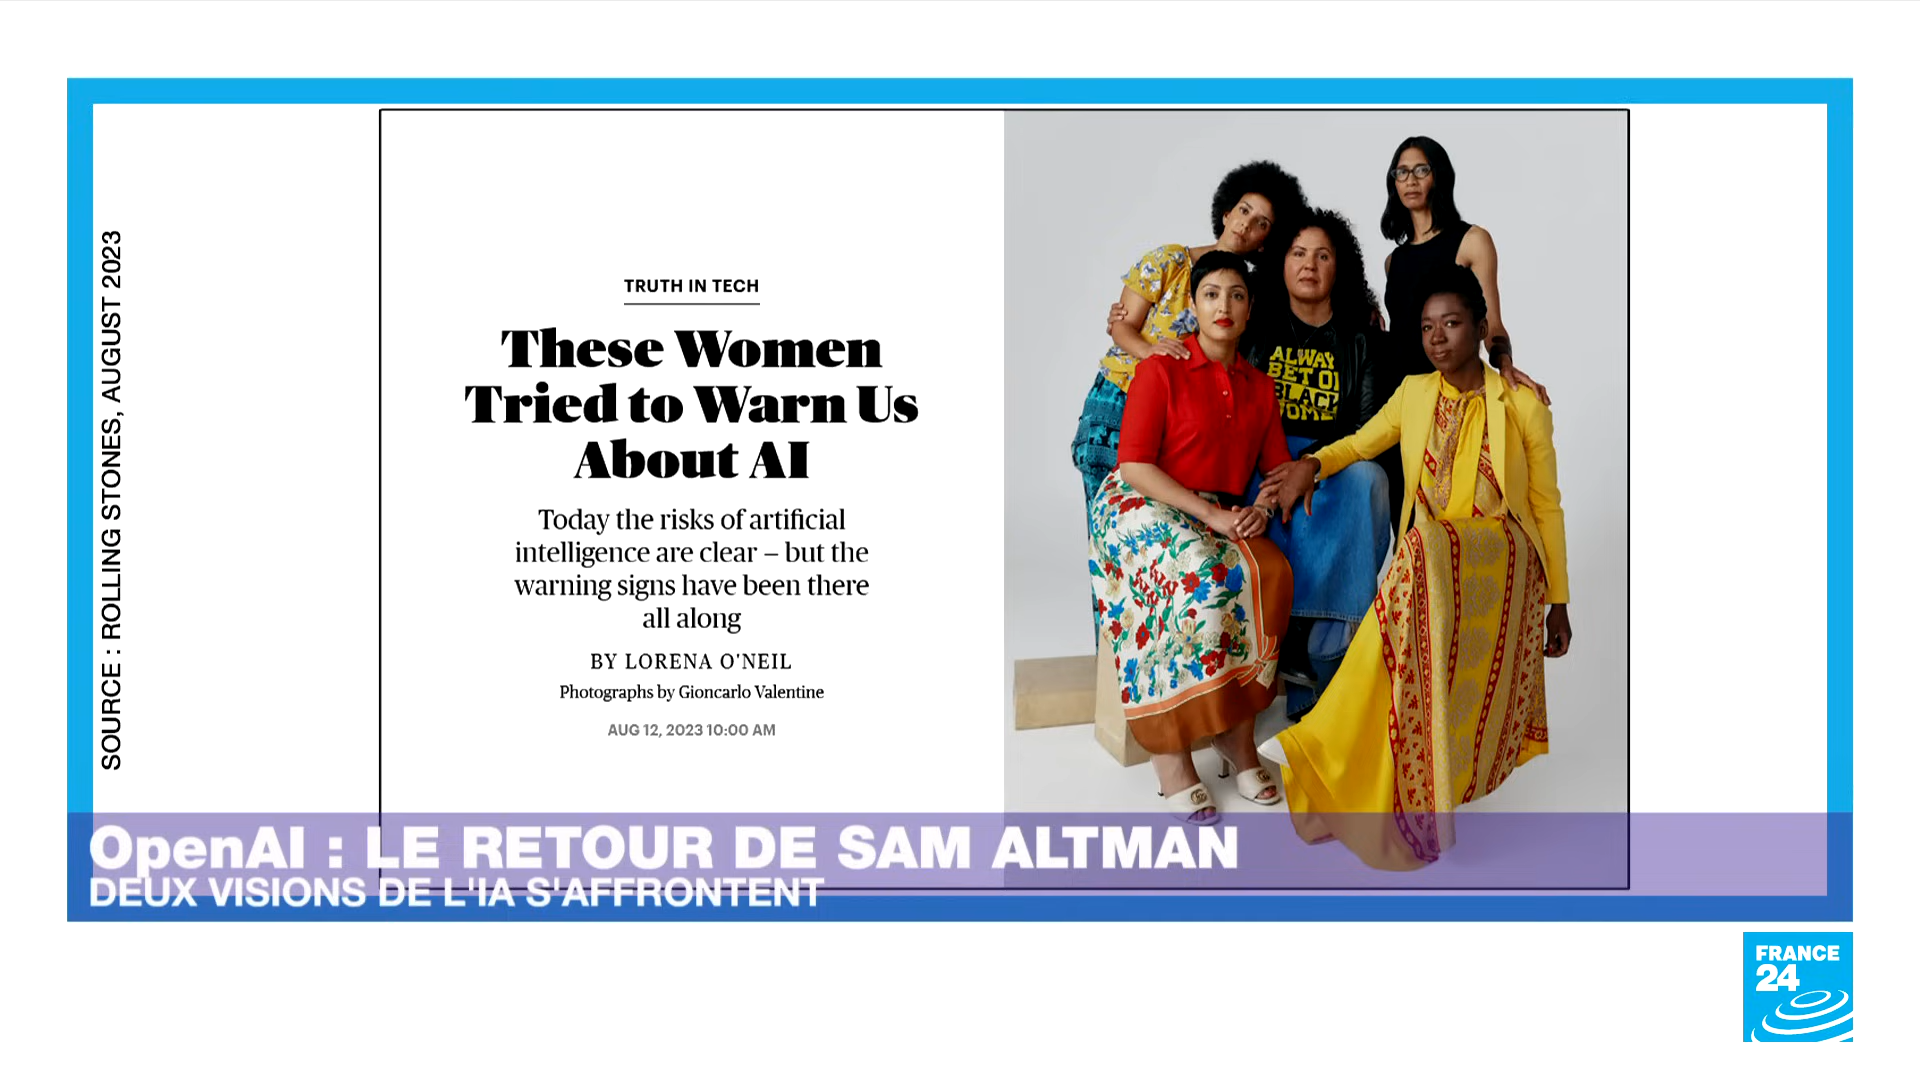 SOURCE : ROLLING STONES, AUGUST 2023
TRUTH IN TECH
These Women
Tried to Warn Us
About AI
Today the risks of artificial
intelligence are clear – but the
warning signs have been there
all along
BY LORENA O'NEIL
Photographs by Gioncarlo Valentine
AUG 12, 2023 10:00 AM
ALWAY
BET O
BLACK
OME
OpenAI : LE RETOUR DE SAM ALTMAN
DEUX VISIONS DE L'IA S'AFFRONTENT
FRANCE
24